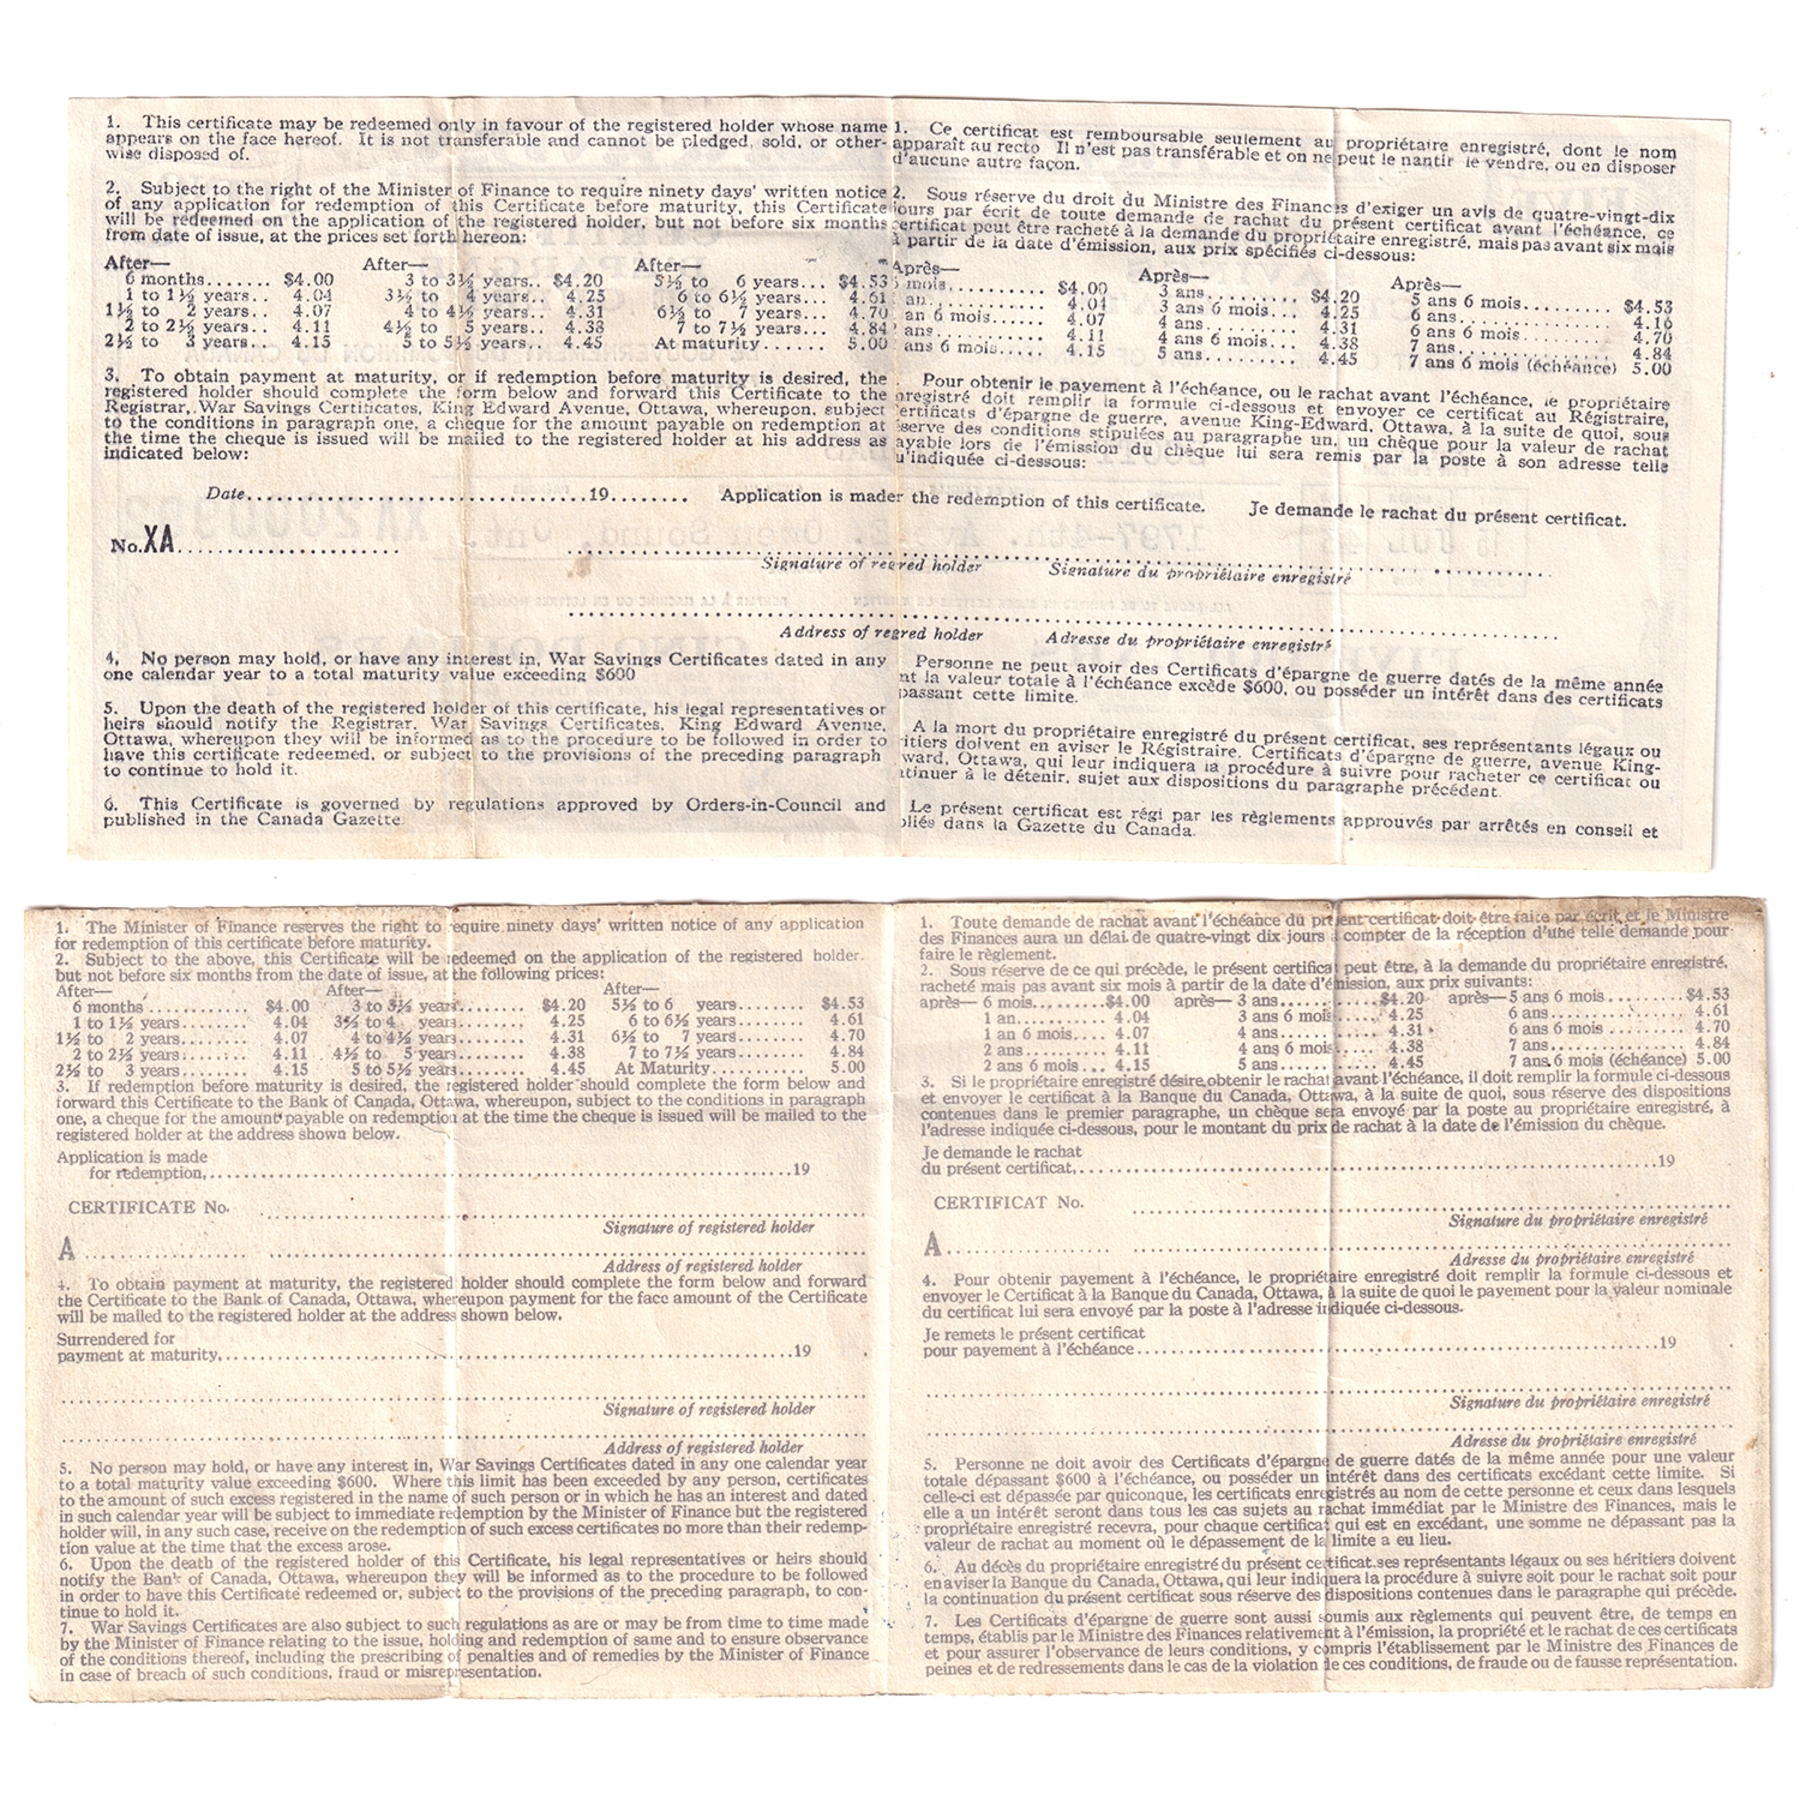 1. This certificate may be redeemed only in favour of the registered holder whose name
appears on the face hereof. It is not transferable and cannot be pledged, sold, or other-
wise disposed of.
2. Subject to the right of the Minister of Finance to require ninety days' written notice
of any application for redemption of this Certificate before maturity, this Certificate
will be redeemed on the application of the registered holder, but not before six months
from date of issue, at the prices set forth hereon:
After— After— After—
6 months....... $4.00 3 to 3½ years.. $4.20 5½ to 6 years... $4.53
1 to 1½ years.. 4.04 3½ to 4 years.. 4.25 6 to 6½ years... 4.61
1½ to 2 years.. 4.07 4 to 4½ years.. 4.31 6½ to 7 years... 4.70
2 to 2½ years.. 4.11 4½ to 5 years.. 4.38 7 to 7½ years... 4.84
2½ to 3 years.. 4.15 5 to 5½ years.. 4.45 At maturity...... 5.00
3. To obtain payment at maturity, or if redemption before maturity is desired, the
registered holder should complete the form below and forward this Certificate to the
Registrar, War Savings Certificates, King Edward Avenue, Ottawa, whereupon, subject
to the conditions in paragraph one, a cheque for the amount payable on redemption at
the time the cheque is issued will be mailed to the registered holder at his address as
indicated below:
1. Ce certificat est remboursable seulement au propriétaire enregistré, dont le nom
apparaît au recto Il n'est pas transférable et on ne peut le nantir le vendre, ou en disposer
d'aucune autre façon.
2. Sous réserve du droit du Ministre des Finances d'exiger un avis de quatre-vingt-dix
jours par écrit de toute demande de rachat du présent certificat avant l'échéance, ce
certificat peut être racheté à la demande du propriétaire enregistré, mais pas avant six mois
à partir de la date d'émission, aux prix spécifiés ci-dessous:
Après— Après— Après—
mois.......... $4.00 3 ans......... $4.20 5 ans 6 mois....... $4.53
an.......... 4.04 3 ans 6 mois... 4.25 6 ans............. 4.16
an 6 mois...... 4.07 4 ans......... 4.31 6 ans 6 mois....... 4.70
ans.......... 4.11 4 ans 6 mois... 4.38 7 ans............. 4.84
ans 6 mois..... 4.15 5 ans......... 4.45 7 ans 6 mois (échéance) 5.00
Pour obtenir le payement à l'échéance, ou le rachat avant l'échéance, le propriétaire
nregistré doit remplir la formule ci-dessous et envoyer ce certificat au Régistraire,
ertificats d'épargne de guerre, avenue King-Edward, Ottawa, à la suite de quoi, sous
serve des conditions stipulées au paragraphe un, un chèque pour la valeur de rachat
ayable lors de l'émission du chèque lui sera remis par la poste à son adresse telle
u'indiquée ci-dessous:
Date...............................19........ Application is mader the redemption of this certificate. Je demande le rachat du présent certificat.
No. XA......................
Signature of regred holder Signature du propriétaire enregistré
Address of regred holder Adresse du propriétaire enregistré
4. No person may hold, or have any interest in, War Savings Certificates dated in any
one calendar year to a total maturity value exceeding $600
5. Upon the death of the registered holder of this certificate, his legal representatives or
heirs should notify the Registrar, War Savings Certificates, King Edward Avenue,
Ottawa, whereupon they will be informed as to the procedure to be followed in order to
have this certificate redeemed, or subject to the provisions of the preceding paragraph
to continue to hold it.
6. This Certificate is governed by regulations approved by Orders-in-Council and
published in the Canada Gazette
Personne ne peut avoir des Certificats d'épargne de guerre datés de la même année
nt la valeur totale à l'échéance excède $600, ou posséder un intérêt dans des certificats
passant cette limite.
A la mort du propriétaire enregistré du présent certificat, ses représentants légaux ou
ritiers doivent en aviser le Régistraire, Certificats d'épargne de guerre, avenue King-
ward, Ottawa, qui leur indiquera la procédure à suivre pour racheter ce certificat ou
ntinuer à le détenir, sujet aux dispositions du paragraphe précédent.
Le présent certificat est régi par les règlements approuvés par arrêtés en conseil et
bliés dans la Gazette du Canada.
1. The Minister of Finance reserves the right to require ninety days' written notice of any application
for redemption of this certificate before maturity.
2. Subject to the above, this Certificate will be redeemed on the application of the registered holder.
but not before six months from the date of issue, at the following prices:
After— After— After—
6 months........... $4.00 3 to 3½ years........ $4.20 5½ to 6 years........ $4.53
1 to 1½ years....... 4.04 3½ to 4 years........ 4.25 6 to 6½ years........ 4.61
1½ to 2 years....... 4.07 4 to 4½ years........ 4.31 6½ to 7 years........ 4.70
2 to 2½ years....... 4.11 4½ to 5 years........ 4.38 7 to 7½ years........ 4.84
2½ to 3 years....... 4.15 5 to 5½ years........ 4.45 At Maturity........... 5.00
3. If redemption before maturity is desired, the registered holder should complete the form below and
forward this Certificate to the Bank of Canada, Ottawa, whereupon, subject to the conditions in paragraph
one, a cheque for the amount payable on redemption at the time the cheque is issued will be mailed to the
registered holder at the address shown below.
Application is made
for redemption,..........................................19
CERTIFICATE No.
Signature of registered holder
A....................
Address of registered holder
4. To obtain payment at maturity, the registered holder should complete the form below and forward
the Certificate to the Bank of Canada, Ottawa, whereupon payment for the face amount of the Certificate
will be mailed to the registered holder at the address shown below.
Surrendered for
payment at maturity,..........................................19
Signature of registered holder
Address of registered holder
5. No person may hold, or have any interest in, War Savings Certificates dated in any one calendar year
to a total maturity value exceeding $600. Where this limit has been exceeded by any person, certificates
to the amount of such excess registered in the name of such person or in which he has an interest and dated
in such calendar year will be subject to immediate redemption by the Minister of Finance but the registered
holder will, in any such case, receive on the redemption of such excess certificates no more than their redemp-
tion value at the time that the excess arose.
6. Upon the death of the registered holder of this Certificate, his legal representatives or heirs should
notify the Bank of Canada, Ottawa, whereupon they will be informed as to the procedure to be followed
in order to have this Certificate redeemed or, subject to the provisions of the preceding paragraph, to con-
tinue to hold it.
7. War Savings Certificates are also subject to such regulations as are or may be from time to time made
by the Minister of Finance relating to the issue, holding and redemption of same and to ensure observance
of the conditions thereof, including the prescribing of penalties and of remedies by the Minister of Finance
in case of breach of such conditions, fraud or misrepresentation.
1. Toute demande de rachat avant l'échéance du présent certificat doit être faite par écrit et le Ministre
des Finances aura un délai de quatre-vingt dix jours à compter de la réception d'une telle demande pour
faire le règlement.
2. Sous réserve de ce qui précède, le présent certificat peut être, à la demande du propriétaire enregistré,
racheté mais pas avant six mois à partir de la date d'émission, aux prix suivants:
après— 6 mois.........$4.00 après— 3 ans............$4.20 après—5 ans 6 mois.........$4.53
1 an............ 4.04 3 ans 6 mois...... 4.25 6 ans............... 4.61
1 an 6 mois.... 4.07 4 ans............ 4.31 6 ans 6 mois ......... 4.70
2 ans........... 4.11 4 ans 6 mois...... 4.38 7 ans............... 4.84
2 ans 6 mois... 4.15 5 ans............ 4.45 7 ans 6 mois (échéance) 5.00
3. Si le propriétaire enregistré désire obtenir le rachat avant l'échéance, il doit remplir la formule ci-dessous
et envoyer le certificat à la Banque du Canada, Ottawa, à la suite de quoi, sous réserve des dispositions
contenues dans le premier paragraphe, un chèque sera envoyé par la poste au propriétaire enregistré, à
l'adresse indiquée ci-dessous, pour le montant du prix de rachat à la date de l'émission du chèque.
Je demande le rachat
du présent certificat,..........................................19
CERTIFICAT No.
Signature du propriétaire enregistré
A....................
Adresse du propriétaire enregistré
4. Pour obtenir payement à l'échéance, le propriétaire enregistré doit remplir la formule ci-dessous et
envoyer le Certificat à la Banque du Canada, Ottawa, à la suite de quoi le payement pour la valeur nominale
du certificat lui sera envoyé par la poste à l'adresse indiquée ci-dessous.
Je remets le présent certificat
pour payement à l'échéance..........................................19
Signature du propriétaire enregistré
Adresse du propriétaire enregistré
5. Personne ne doit avoir des Certificats d'épargne de guerre datés de la même année pour une valeur
totale dépassant $600 à l'échéance, ou posséder un intérêt dans des certificats excédant cette limite. Si
celle-ci est dépassée par quiconque, les certificats enregistrés au nom de cette personne et ceux dans lesquels
elle a un intérêt seront dans tous les cas sujets au rachat immédiat par le Ministre des Finances, mais le
propriétaire enregistré recevra, pour chaque certificat qui est en excédant, une somme ne dépassant pas la
valeur de rachat au moment où le dépassement de la limite a eu lieu.
6. Au décès du propriétaire enregistré du présent certificat.ses représentants légaux ou ses héritiers doivent
en aviser la Banque du Canada, Ottawa, qui leur indiquera la procédure à suivre soit pour le rachat soit pour
la continuation du présent certificat sous réserve des dispositions contenues dans le paragraphe qui précède.
7. Les Certificats d'épargne de guerre sont aussi soumis aux règlements qui peuvent être, de temps en
temps, établis par le Ministre des Finances relativement à l'émission, la propriété et le rachat de ces certificats
et pour assurer l'observance de leurs conditions, y compris l'établissement par le Ministre des Finances de
peines et de redressements dans le cas de la violation de ces conditions, de fraude ou de fausse représentation.